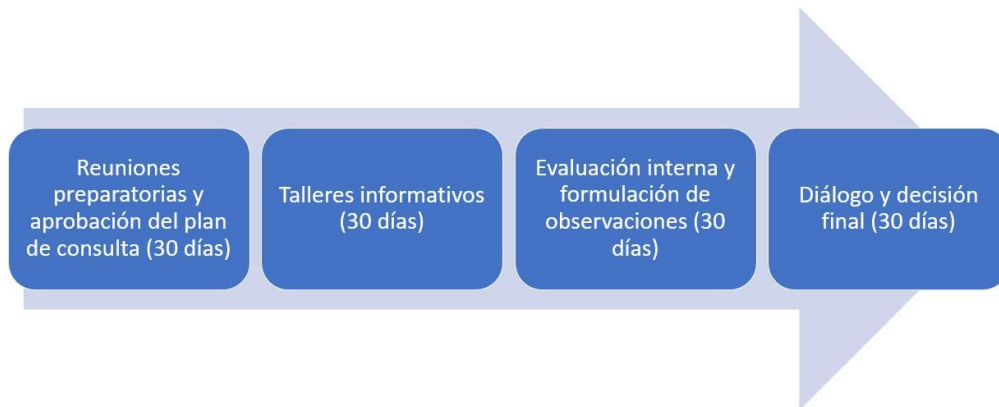 Reuniones
preparatorias y
aprobación del plan
de consulta (30 días)
Talleres informativos
(30 días)
Evaluación interna y
formulación de
observaciones (30
días)
Diálogo y decisión
final (30 días)